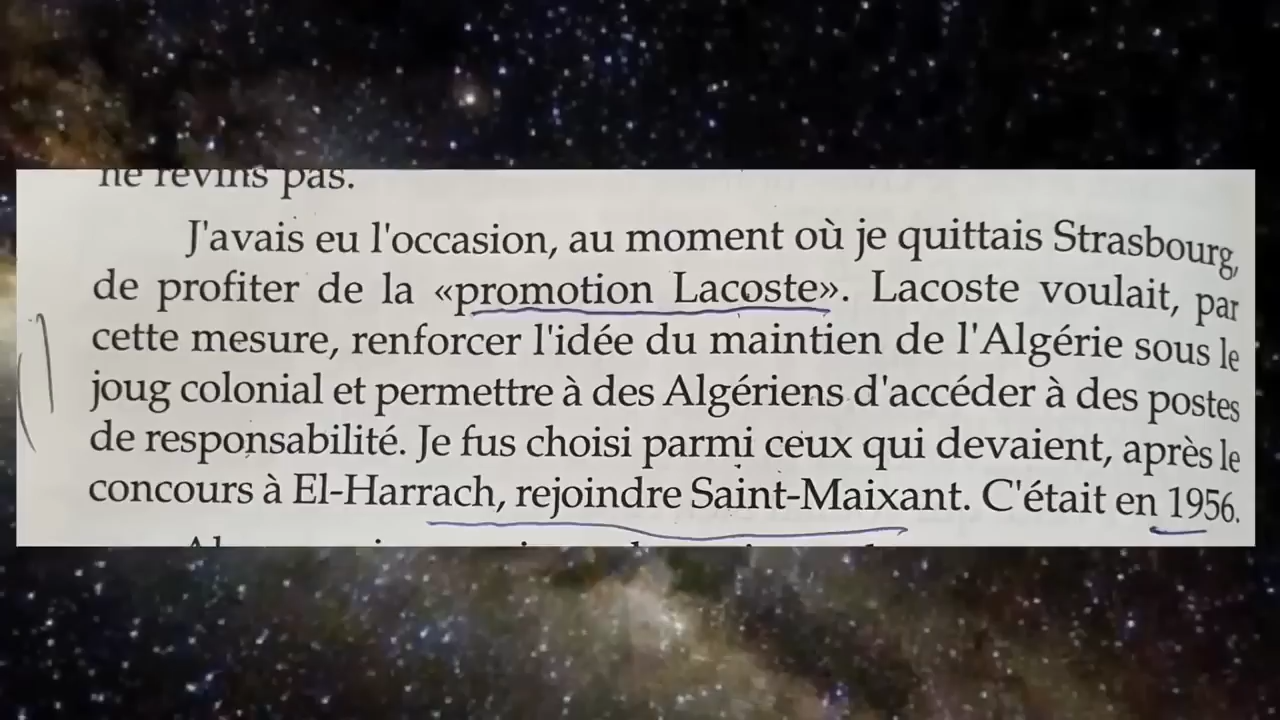 ne revins pas.
J'avais eu l'occasion, au moment où je quittais Strasbourg,
de profiter de la «promotion Lacoste». Lacoste voulait, par
cette mesure, renforcer l'idée du maintien de l'Algérie sous le
joug colonial et permettre à des Algériens d'accéder à des postes
de responsabilité. Je fus choisi parmi ceux qui devaient, après le
concours à El-Harrach, rejoindre Saint-Maixant. C'était en 1956.